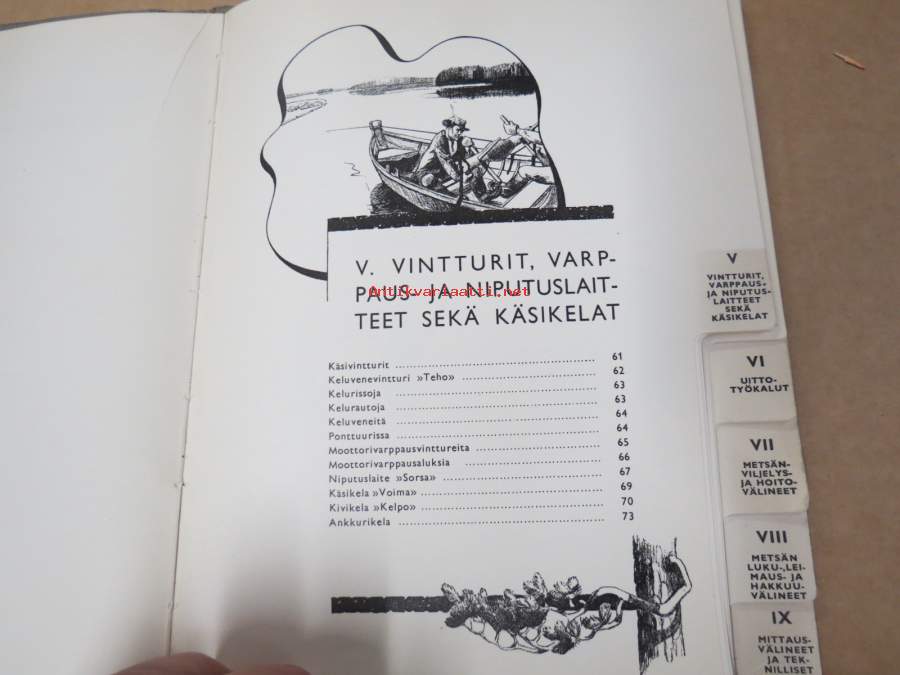 V. VINTTURIT, VARP-
PAUS- JA NIPUTUSLAIT-
TEET SEKÄ KÄSIKELAT
Antikvariaatti.net
Käsivintturit 61
Keluvenevintturi »Teho» 62
Kelurissoja 63
Kelurautoja 63
Keluveneitä 64
Ponttuurissa 64
Moottorivarppausvinttureita 65
Moottorivarppausaluksia 66
Niputuslaite »Sorsa» 67
Käsikela »Voima» 69
Kivikela »Kelpo» 70
Ankkurikela 73
V
VINTTURIT,
VARPPAUS-
JA NIPUTUS-
LAITTEET
SEKÄ
KÄSIKELAT
VI
UITTO-
TYÖKALUT
VII
METSÄN-
VILJELYS-
JA HOITO-
VÄLINEET
VIII
METSÄN
LUKU-, LEI-
MAUS- JA
HAKKUU-
VÄLINEET
IX
MITTAUS-
VÄLINEET
JA TEK-
NILLISET